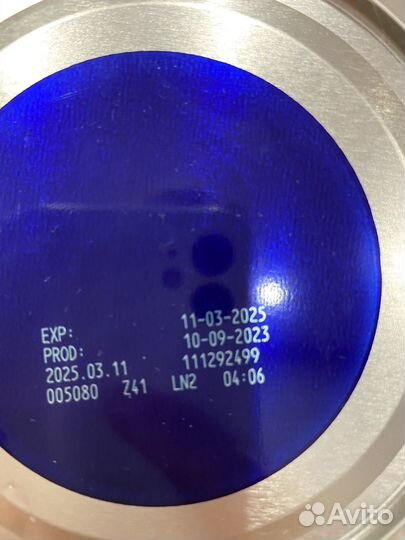 EXP: 11-03-2025
PROD: 10-09-2023
2025.03.11 111292499
005080 Z41 LN2 04:06
Avito